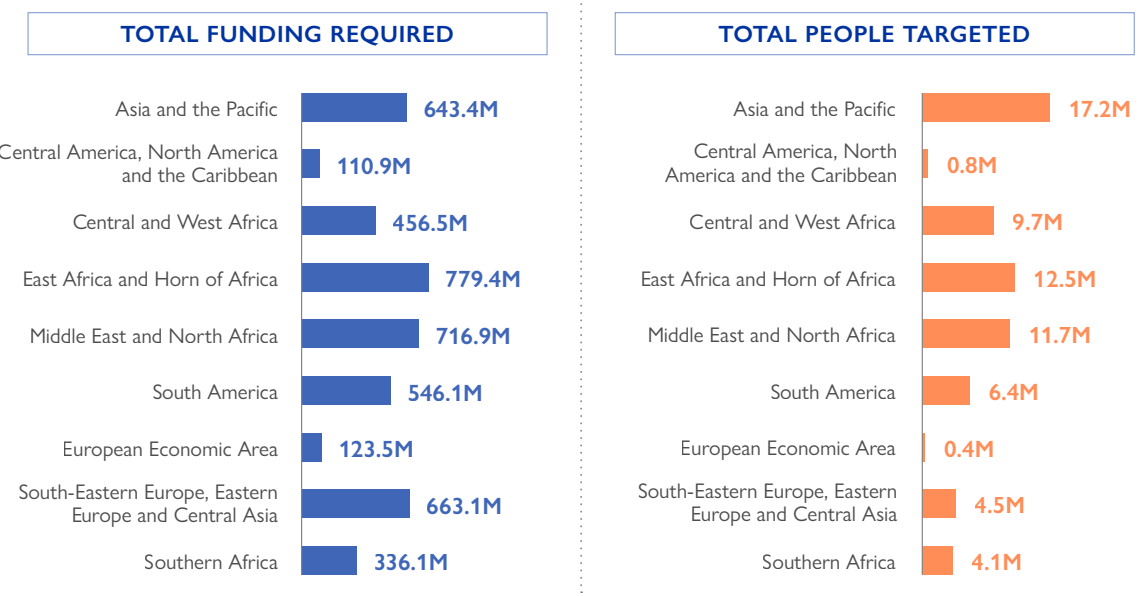 TOTAL FUNDING REQUIRED
Asia and the Pacific 643.4M
Central America, North America
and the Caribbean 110.9M
Central and West Africa 456.5M
East Africa and Horn of Africa 779.4M
Middle East and North Africa 716.9M
South America 546.1M
European Economic Area 123.5M
South-Eastern Europe, Eastern
Europe and Central Asia 663.1M
Southern Africa 336.1M
TOTAL PEOPLE TARGETED
Asia and the Pacific 17.2M
Central America, North
America and the Caribbean 0.8M
Central and West Africa 9.7M
East Africa and Horn of Africa 12.5M
Middle East and North Africa 11.7M
South America 6.4M
European Economic Area 0.4M
South-Eastern Europe, Eastern
Europe and Central Asia 4.5M
Southern Africa 4.1M